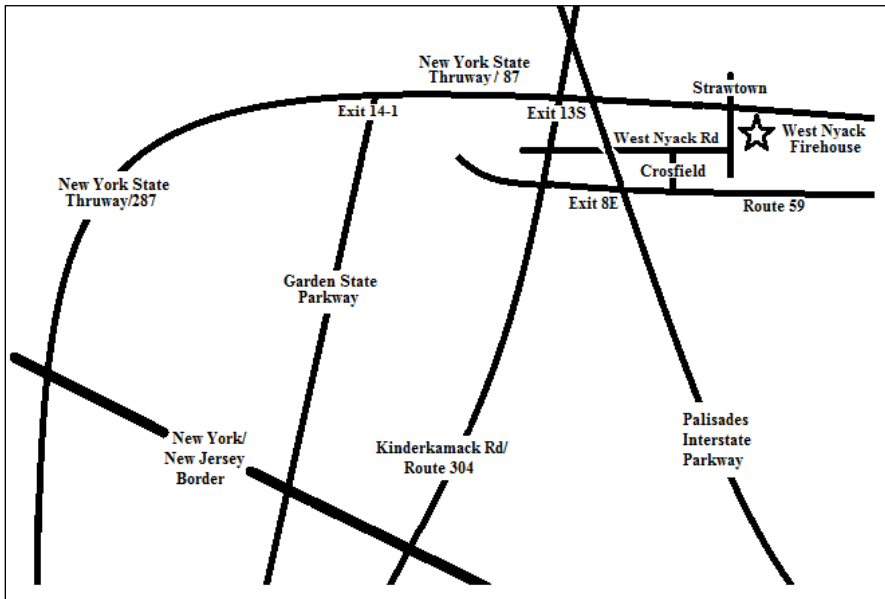 New York State
Thruway / 87
Strawtown
Exit 14-1
Exit 13S
West Nyack Rd
West Nyack
Firehouse
Crosfield
New York State
Thruway/287
Exit 8E
Route 59
Garden State
Parkway
New York/
New Jersey
Border
Kinderkamack Rd/
Route 304
Palisades
Interstate
Parkway